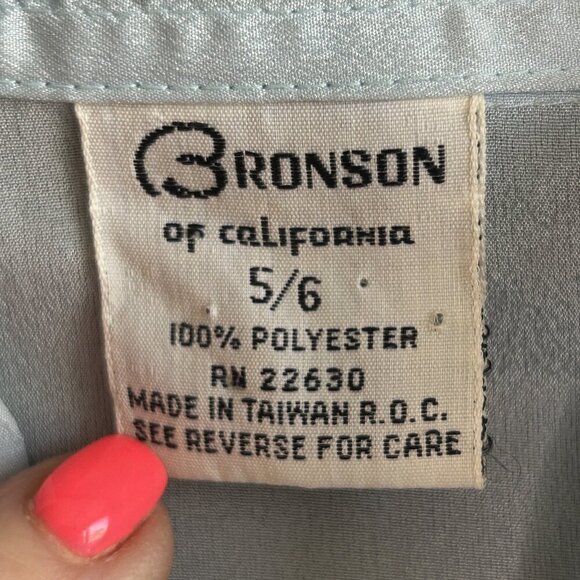 BRONSON
of California
5/6
100% POLYESTER
RN 22630
MADE IN TAIWAN R.O.C.
SEE REVERSE FOR CARE